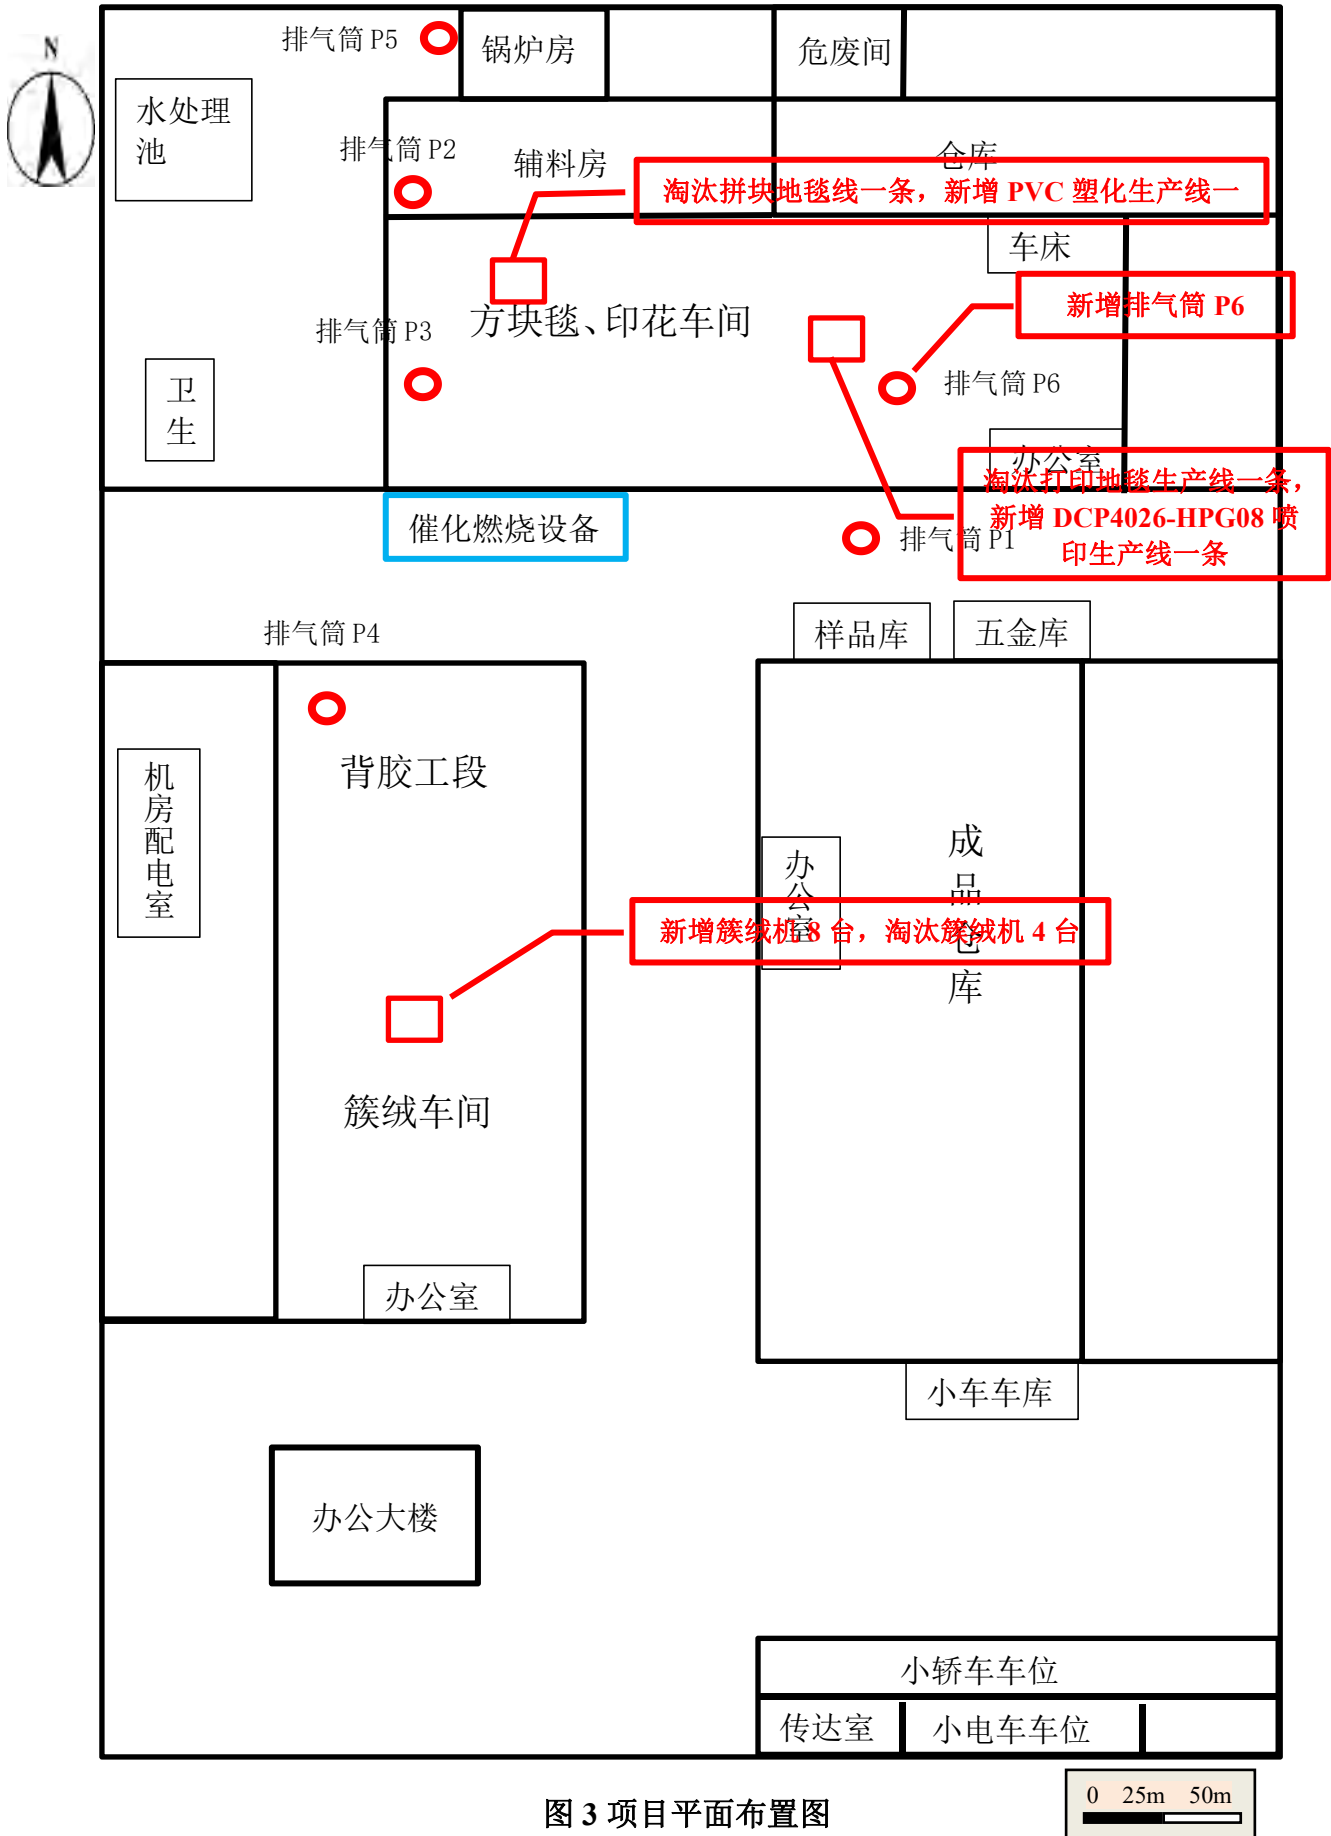 N
排气筒 P5
锅炉房
危废间
水处理
池
排气筒 P2
辅料房
仓库
淘汰拼块地毯线一条，新增 PVC 塑化生产线一
车床
新增排气筒 P6
方块毯、印花车间
排气筒 P3
排气筒 P6
卫
生
办公室
淘汰打印地毯生产线一条，
新增 DCP4026-HPG08 喷
印生产线一条
催化燃烧设备
排气筒 P1
样品库
五金库
排气筒 P4
背胶工段
机
房
配
电
室
成
品
仓
库
办
公
室
新增簇绒机 8 台，淘汰簇绒机 4 台
簇绒车间
办公室
小车车库
办公大楼
小轿车车位
传达室
小电车车位
图 3 项目平面布置图
0 25m 50m